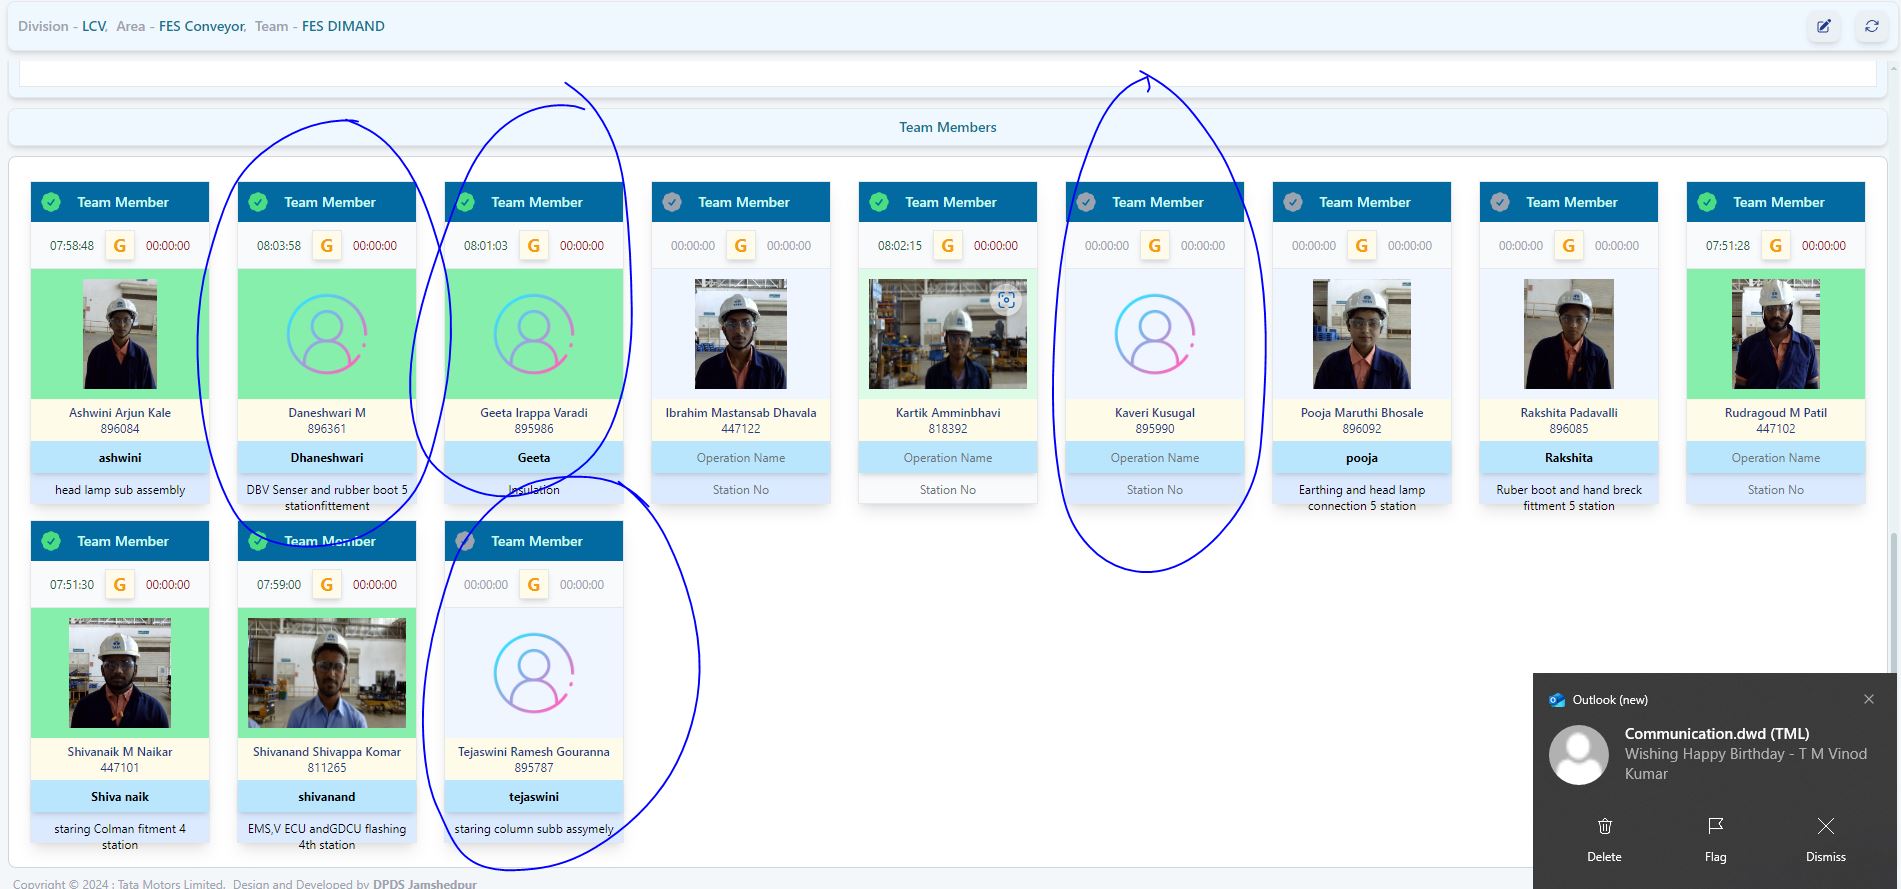 Division - LCV, Area - FES Conveyor, Team - FES DIMAND
Team Members
Team Member
07:58:48 G 00:00:00
Ashwini Arjun Kale
896084
ashwini
head lamp sub assembly
Team Member
08:03:58 G 00:00:00
Daneshwari M
896361
Dhaneshwari
DBV Senser and rubber boot 5
stationfittement
Team Member
08:01:03 G 00:00:00
Geeta Irappa Varadi
895986
Geeta
Insulation
Team Member
00:00:00 G 00:00:00
Ibrahim Mastansab Dhavala
447122
Operation Name
Station No
Team Member
08:02:15 G 00:00:00
Kartik Amminbhavi
818392
Operation Name
Station No
Team Member
00:00:00 G 00:00:00
Kaveri Kusugal
895990
Operation Name
Station No
Team Member
00:00:00 G 00:00:00
Pooja Maruthi Bhosale
896092
pooja
Earthing and head lamp
connection 5 station
Team Member
00:00:00 G 00:00:00
Rakshita Padavalli
896085
Rakshita
Ruber boot and hand breck
fittment 5 station
Team Member
07:51:28 G 00:00:00
Rudragoud M Patil
447102
Operation Name
Station No
Team Member
07:51:30 G 00:00:00
Shivanaik M Naikar
447101
Shiva naik
staring Colman fitment 4
station
Team Member
07:59:00 G 00:00:00
Shivanand Shivappa Komar
811265
shivanand
EMS,V ECU andGDCU flashing
4th station
Team Member
00:00:00 G 00:00:00
Tejaswini Ramesh Gouranna
895787
tejaswini
staring column subb assymely
Outlook (new)
Communication.dwd (TML)
Wishing Happy Birthday - T M Vinod
Kumar
Delete Flag Dismiss
Copyright © 2024 : Tata Motors Limited. Design and Developed by DPDS Jamshedpur